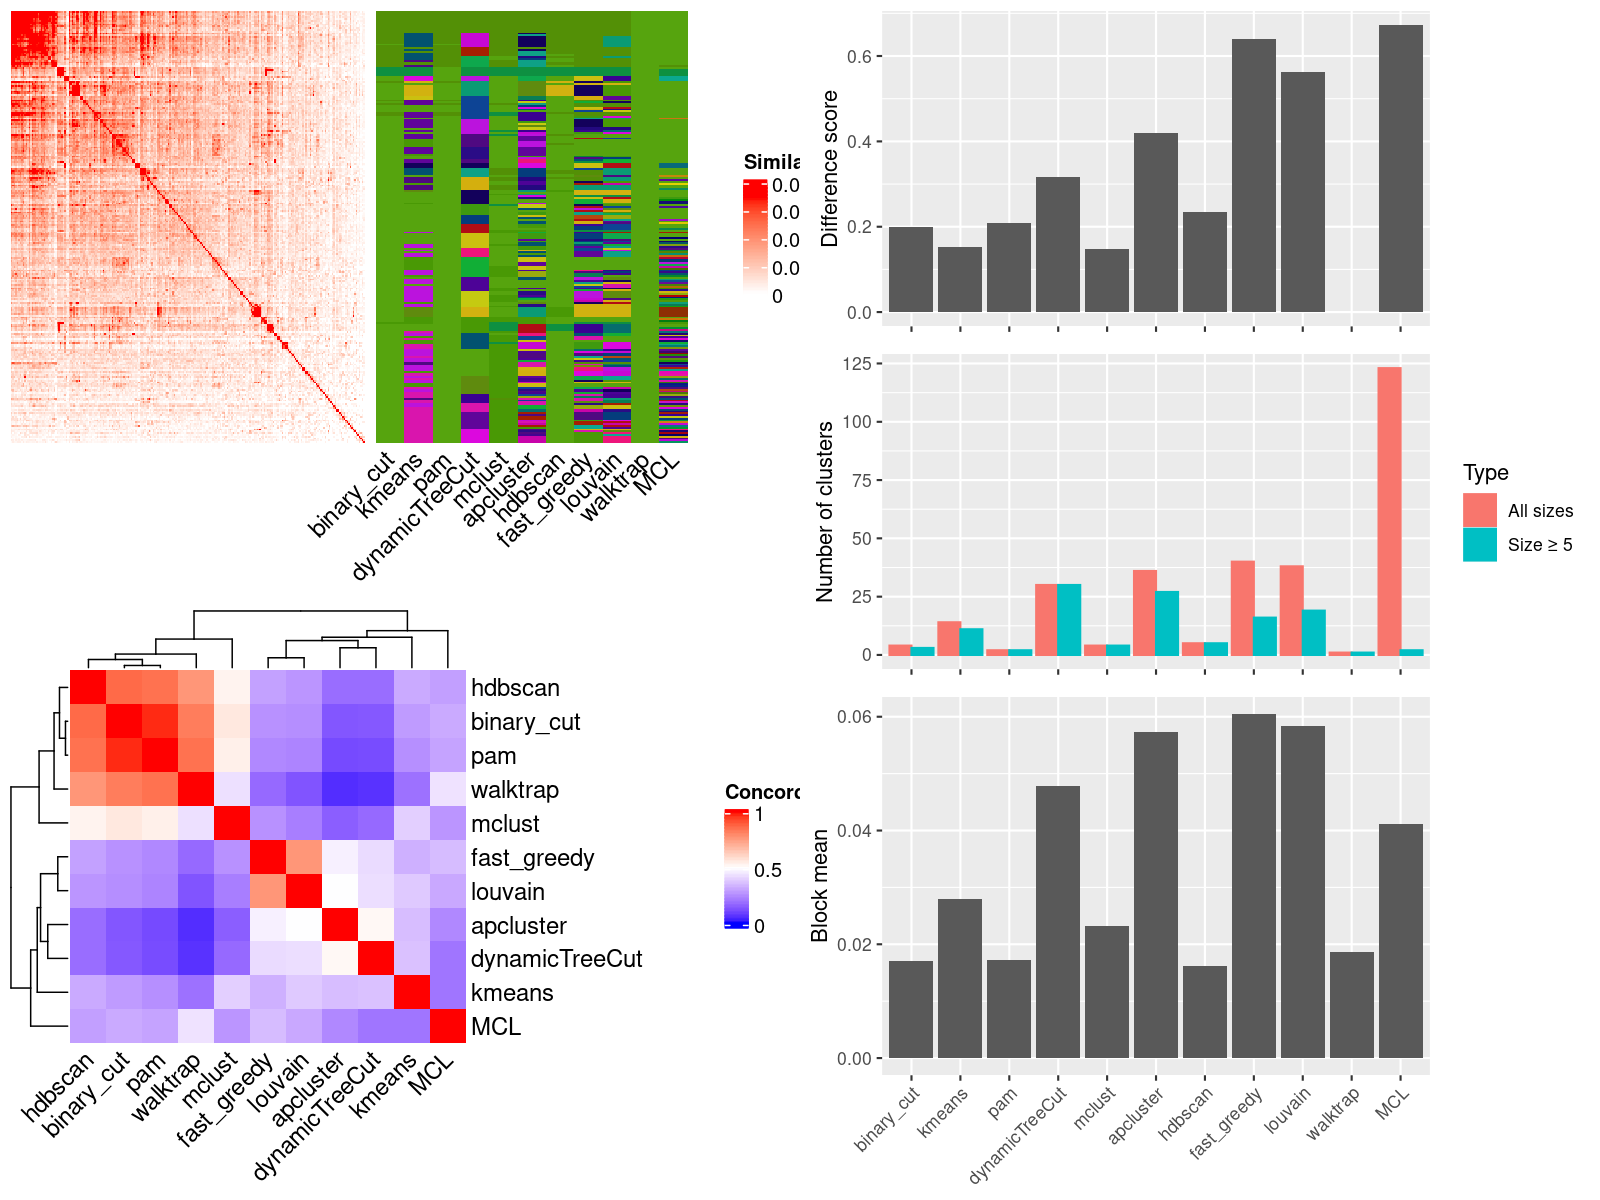 Simila
0.0
0.0
0.0
0.0
0
binary_cut
kmeans
pam
dynamicTreeCut
mclust
apcluster
hdbscan
fast_greedy
louvain
walktrap
MCL
hdbscan
binary_cut
pam
walktrap
mclust
fast_greedy
louvain
apcluster
dynamicTreeCut
kmeans
MCL
hdbscan
binary_cut
pam
walktrap
mclust
fast_greedy
louvain
apcluster
dynamicTreeCut
kmeans
MCL
Concord
1
0.5
0
Difference score
0.6
0.4
0.2
0.0
Number of clusters
125
100
75
50
25
0
Type
All sizes
Size ≥ 5
Block mean
0.06
0.04
0.02
0.00
binary_cut
kmeans
pam
dynamicTreeCut
mclust
apcluster
hdbscan
fast_greedy
louvain
walktrap
MCL